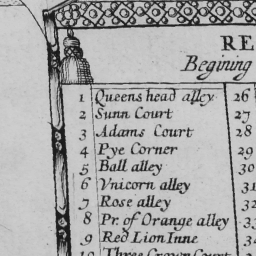 RE
Begining
1 Queens head alley 26
2 Sunn Court 27
3 Adams Court 28
4 Pye Corner 29
5 Ball alley 30
6 Vnicorn alley 31
7 Rose alley 32
8 Pr. of Orange alley 33
9 Red Lion Inne 34
10 Three Crown Court